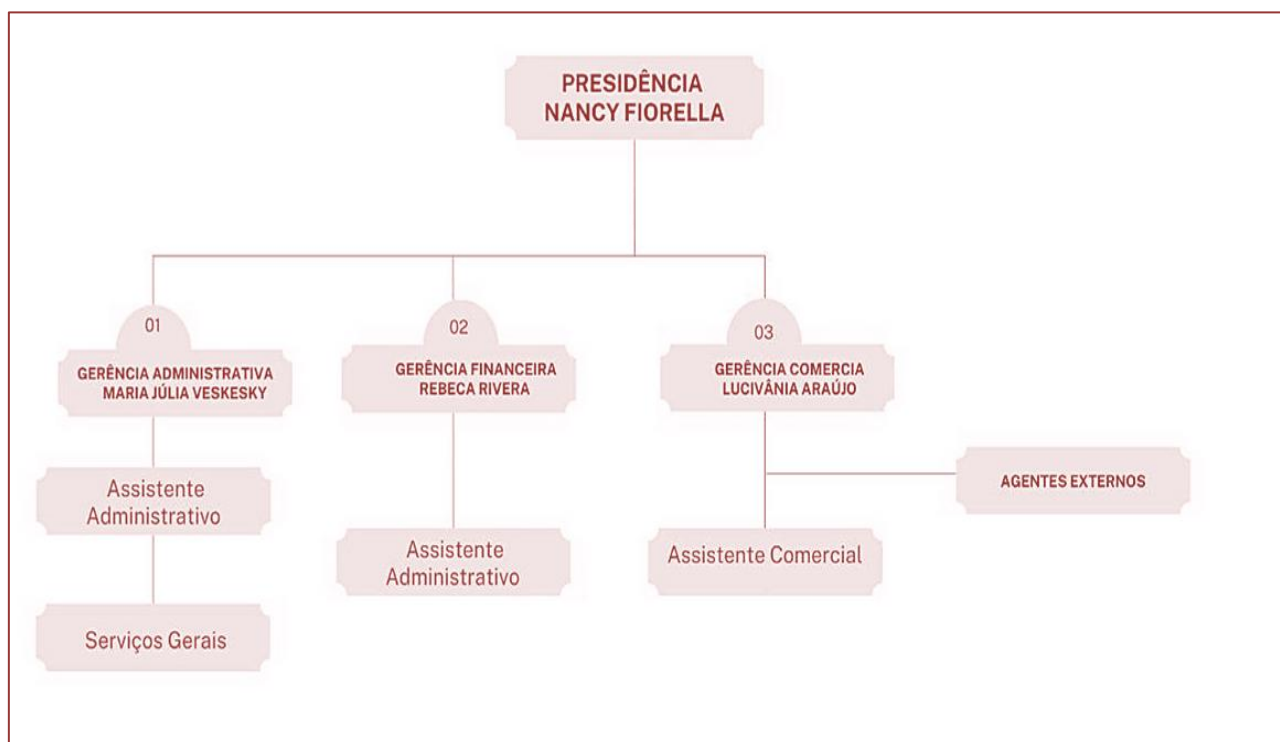 PRESIDÊNCIA
NANCY FIORELLA
01
GERÊNCIA ADMINISTRATIVA
MARIA JÚLIA VESKESKY
02
GERÊNCIA FINANCEIRA
REBECA RIVERA
03
GERÊNCIA COMERCIA
LUCIVÂNIA ARAÚJO
Assistente
Administrativo
AGENTES EXTERNOS
Assistente
Administrativo
Assistente Comercial
Serviços Gerais